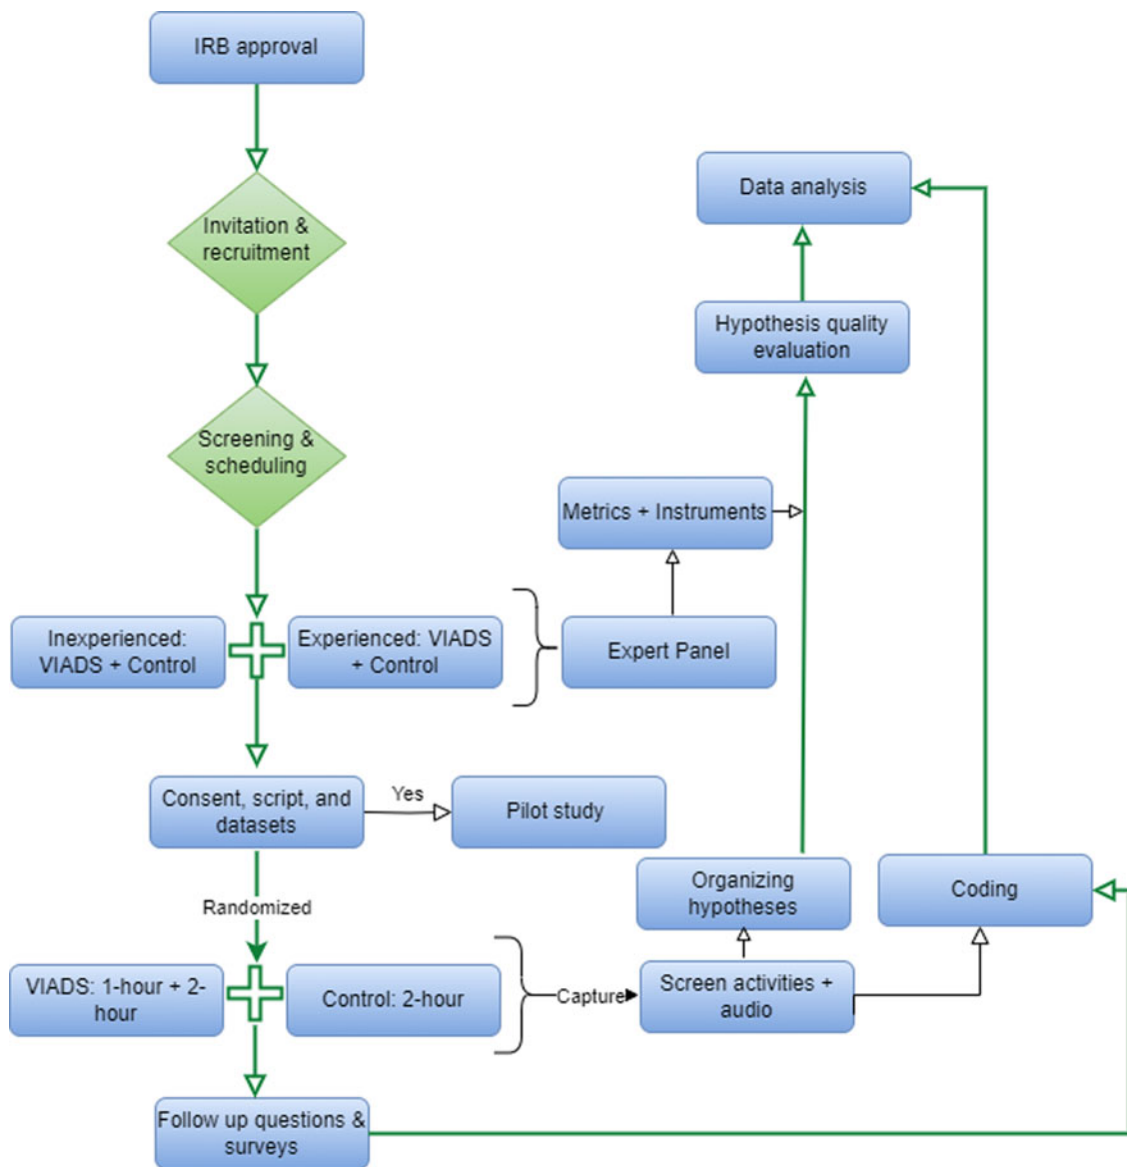 IRB approval
Invitation &
recruitment
Data analysis
Hypothesis quality
evaluation
Screening &
scheduling
Metrics + Instruments
Inexperienced:
VIADS + Control
Experienced: VIADS
+ Control
Expert Panel
Consent, script, and
datasets
Yes
Pilot study
Randomized
Organizing
hypotheses
Coding
VIADS: 1-hour + 2-
hour
Control: 2-hour
Capture
Screen activities +
audio
Follow up questions &
surveys